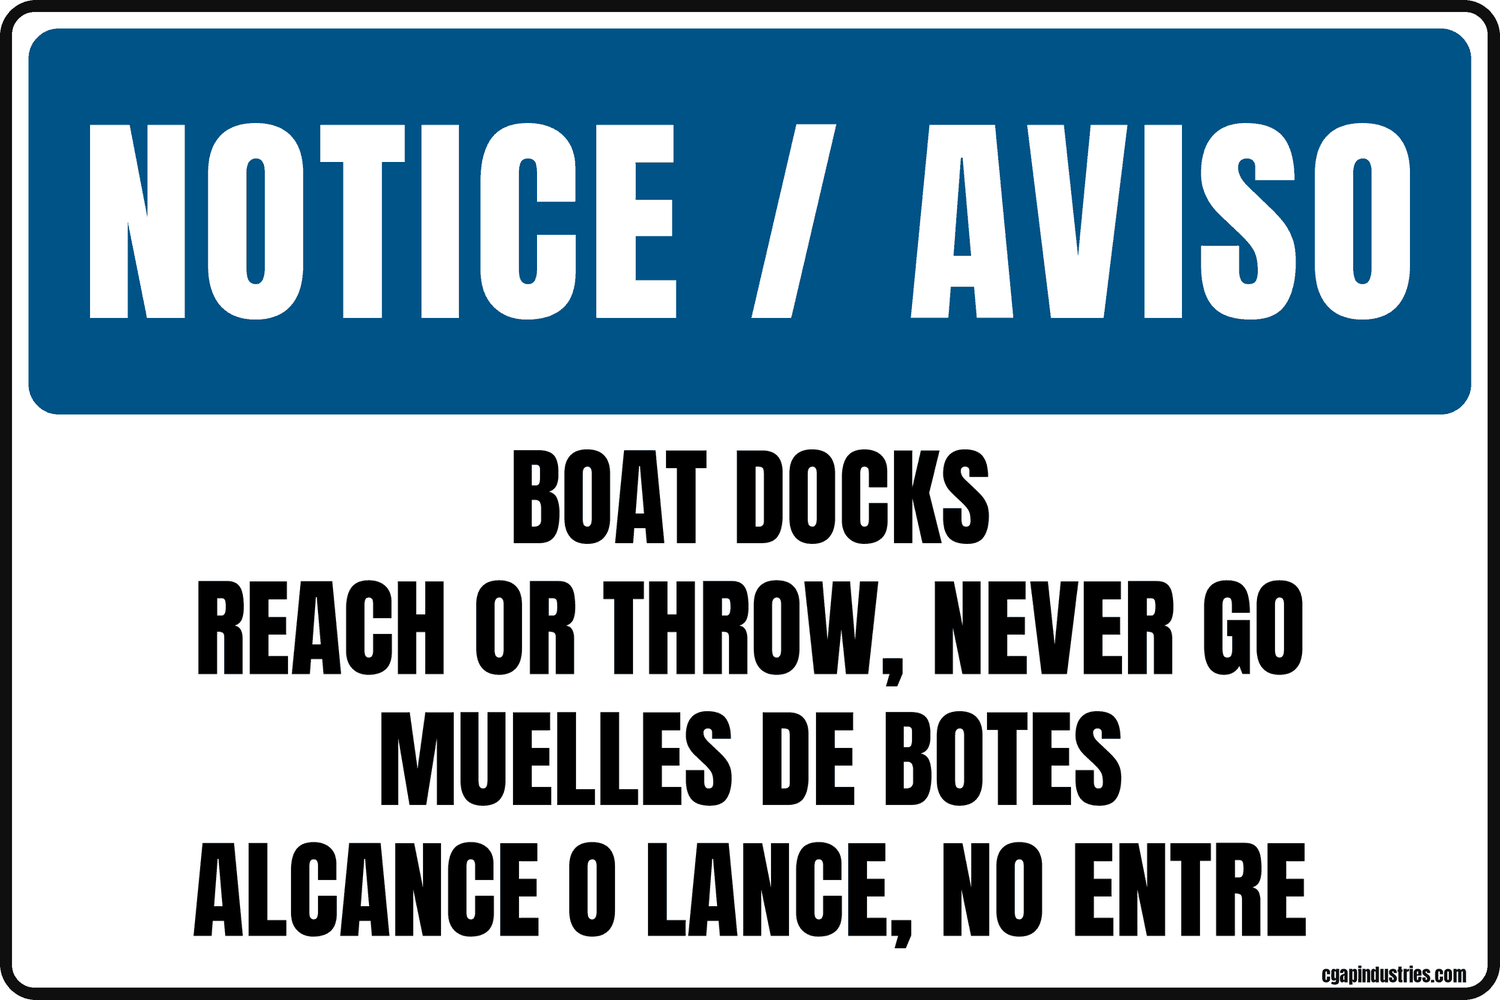 NOTICE / AVISO
BOAT DOCKS
REACH OR THROW, NEVER GO
MUELLES DE BOTES
ALCANCE O LANCE, NO ENTRE
cgapindustries.com